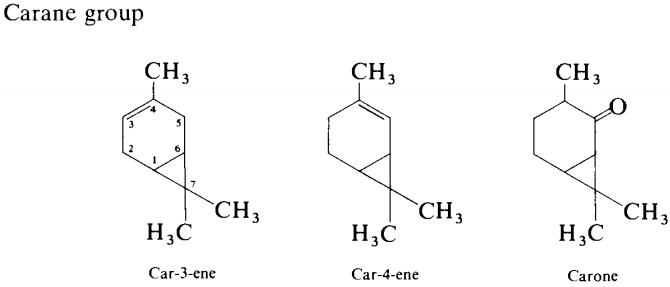 Carane group
CH3 CH3 CH3
4
3 5 O
2 6
1
7
CH3 CH3 CH3
H3C H3C H3C
Car-3-ene Car-4-ene Carone